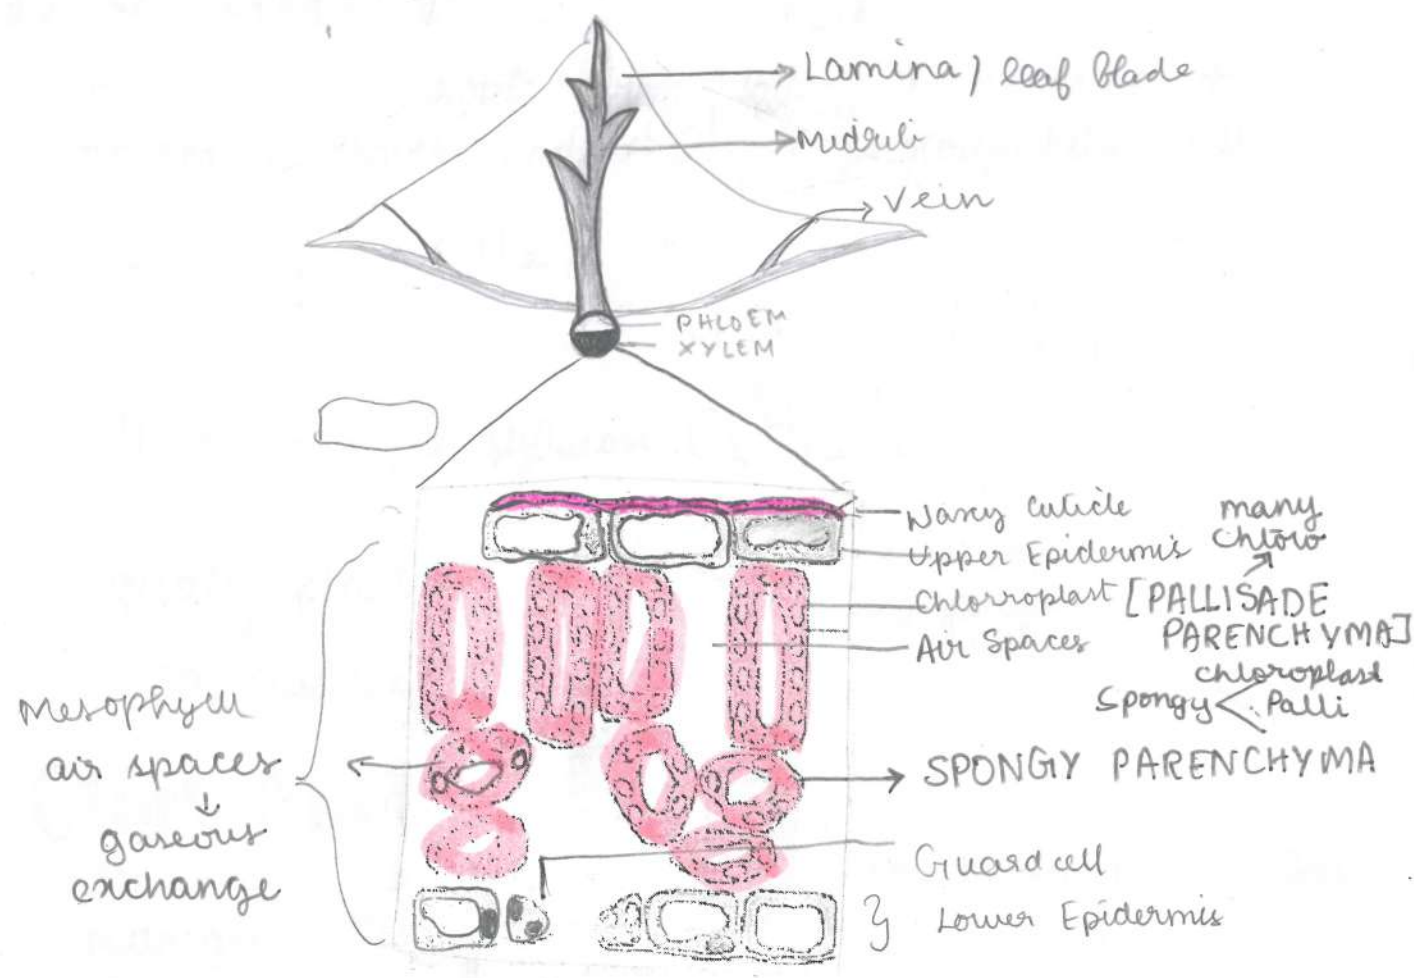 Lamina / leaf blade
Midrib
Vein
PHLOEM
XYLEM
Waxy Cuticle
many
Chloro
Upper Epidermis
Chlorroplast [PALLISADE
PARENCHYMA]
Air Spaces
chloroplast
Spongy < Palli
SPONGY PARENCHYMA
Guard cell
Lower Epidermis
Mesophyll
air spaces
↓
gaseous
exchange